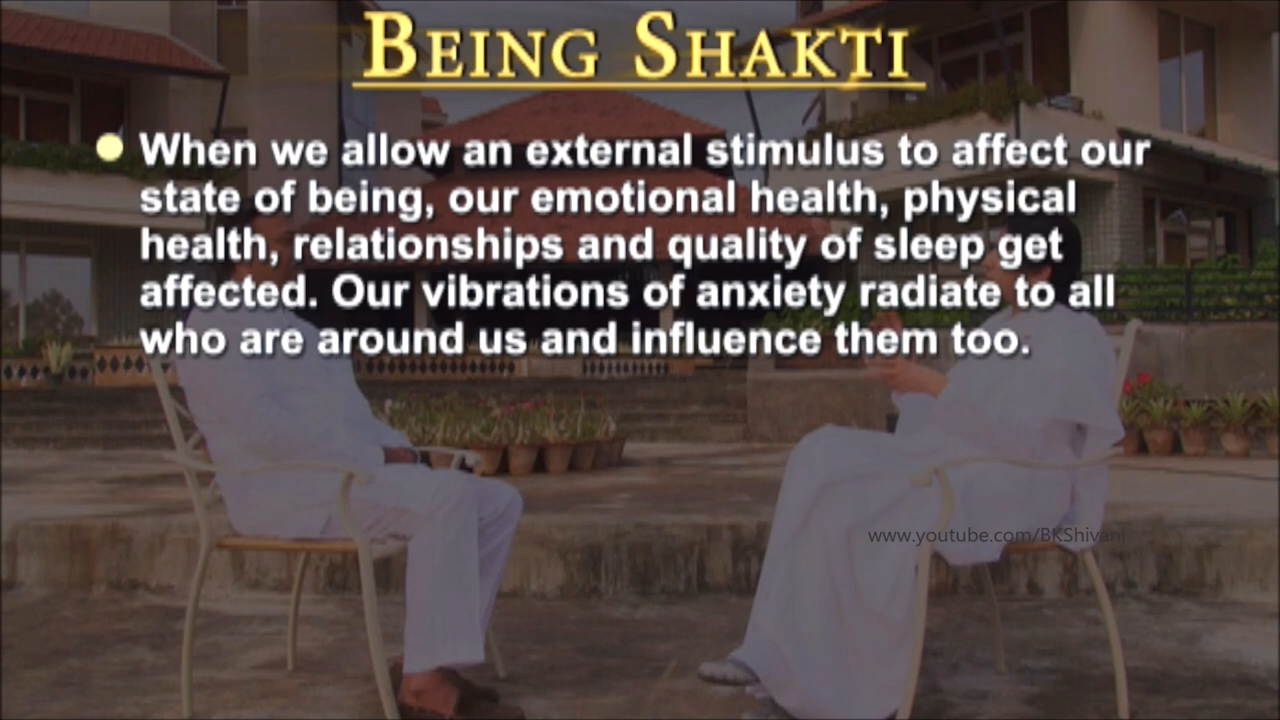 BEING SHAKTI
When we allow an external stimulus to affect our
state of being, our emotional health, physical
health, relationships and quality of sleep get
affected. Our vibrations of anxiety radiate to all
who are around us and influence them too.
www.youtube.com/BKShivani